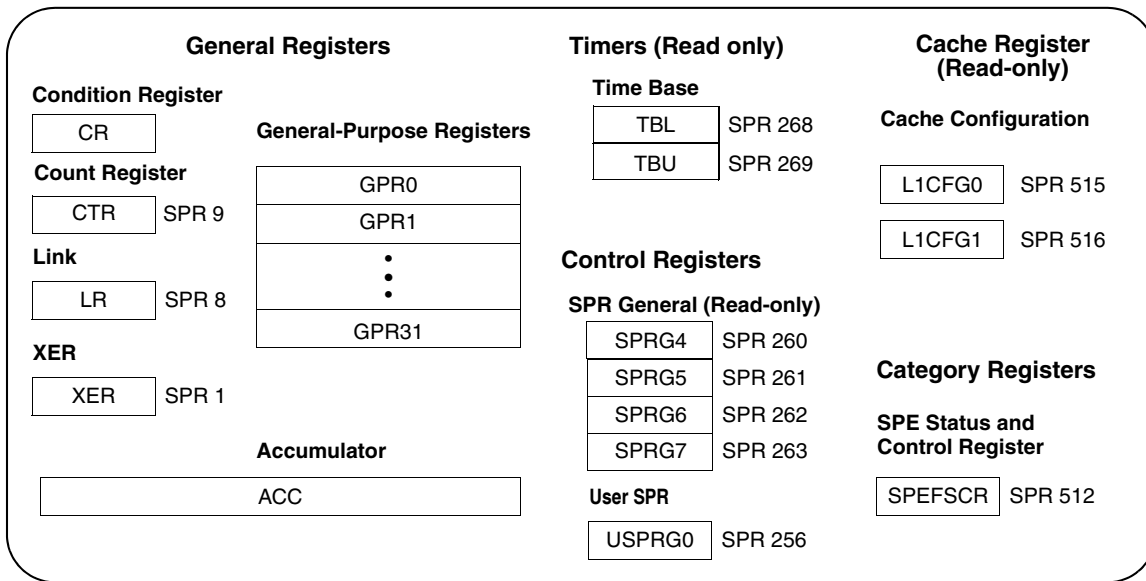 General Registers
Condition Register
CR
Count Register
CTR SPR 9
Link
LR SPR 8
XER
XER SPR 1
General-Purpose Registers
GPR0
GPR1
GPR31
Accumulator
ACC
Timers (Read only)
Time Base
TBL SPR 268
TBU SPR 269
Control Registers
SPR General (Read-only)
SPRG4 SPR 260
SPRG5 SPR 261
SPRG6 SPR 262
SPRG7 SPR 263
User SPR
USPRG0 SPR 256
Cache Register
(Read-only)
Cache Configuration
L1CFG0 SPR 515
L1CFG1 SPR 516
Category Registers
SPE Status and
Control Register
SPEFSCR SPR 512